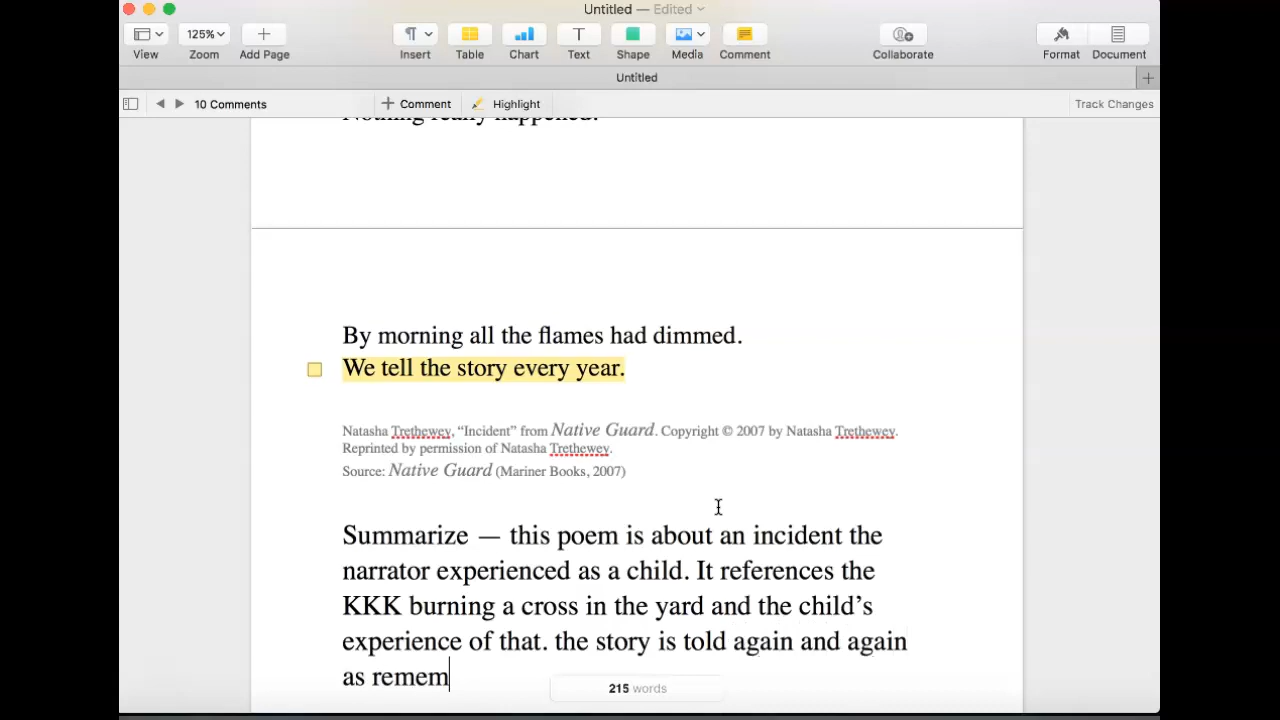 Untitled — Edited
125%
View
Zoom
Add Page
Insert
Table
Chart
Text
Shape
Media
Comment
Collaborate
Format
Document
Untitled
10 Comments
Comment
Highlight
Track Changes
Nothing really happened.
By morning all the flames had dimmed.
We tell the story every year.
Natasha Trethewey, “Incident” from Native Guard. Copyright © 2007 by Natasha Trethewey.
Reprinted by permission of Natasha Trethewey.
Source: Native Guard (Mariner Books, 2007)
Summarize — this poem is about an incident the
narrator experienced as a child. It references the
KKK burning a cross in the yard and the child’s
experience of that. the story is told again and again
as remem
215 words